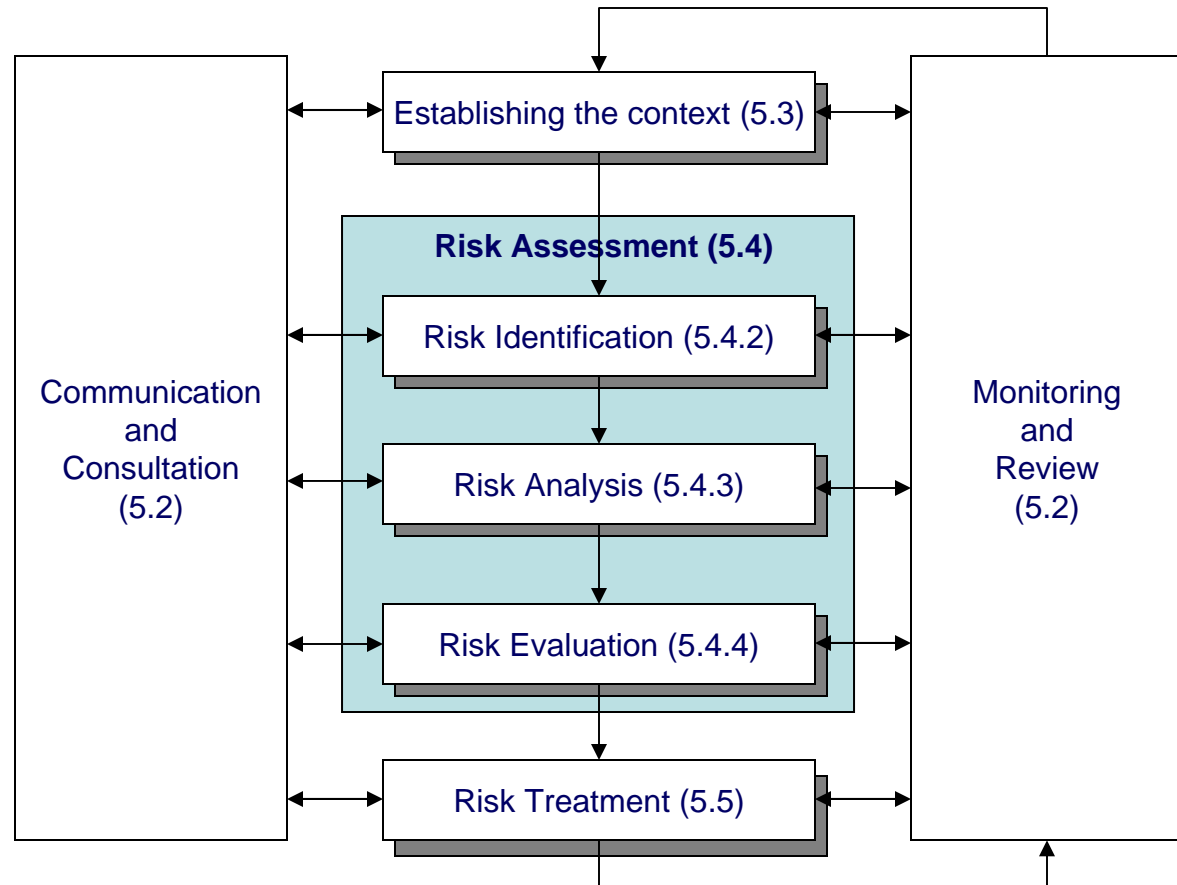 Establishing the context (5.3)
Risk Assessment (5.4)
Risk Identification (5.4.2)
Communication
and
Consultation
(5.2)
Monitoring
and
Review
(5.2)
Risk Analysis (5.4.3)
Risk Evaluation (5.4.4)
Risk Treatment (5.5)